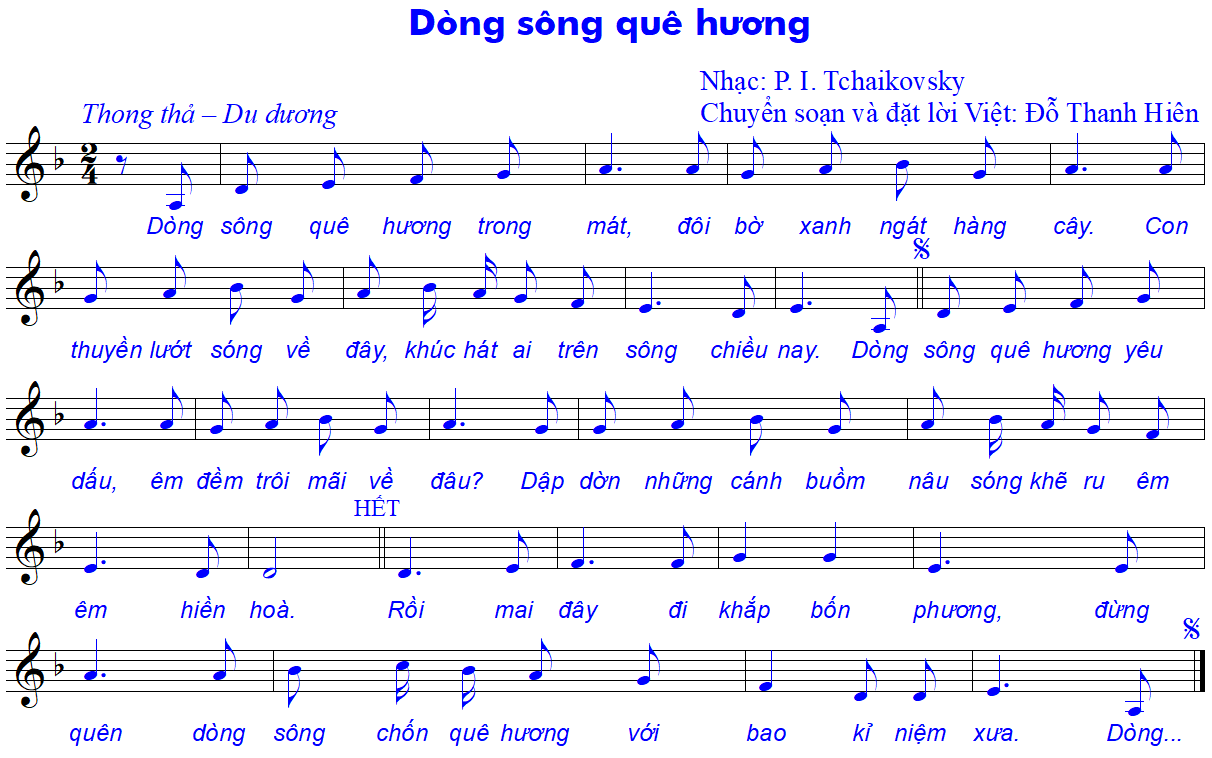 Dòng sông quê hương
Nhạc: P. I. Tchaikovsky
Thong thả – Du dương
Chuyển soạn và đặt lời Việt: Đỗ Thanh Hiên
2
4
Dòng sông quê hương trong mát, đôi bờ xanh ngát hàng cây. Con
thuyền lướt sóng về đây, khúc hát ai trên sông chiều nay. Dòng sông quê hương yêu
dấu, êm đềm trôi mãi về đâu? Dập dờn những cánh buồm nâu sóng khẽ ru êm
HẾT
êm hiền hoà. Rồi mai đây đi khắp bốn phương, đừng
quên dòng sông chốn quê hương với bao kỉ niệm xưa. Dòng...